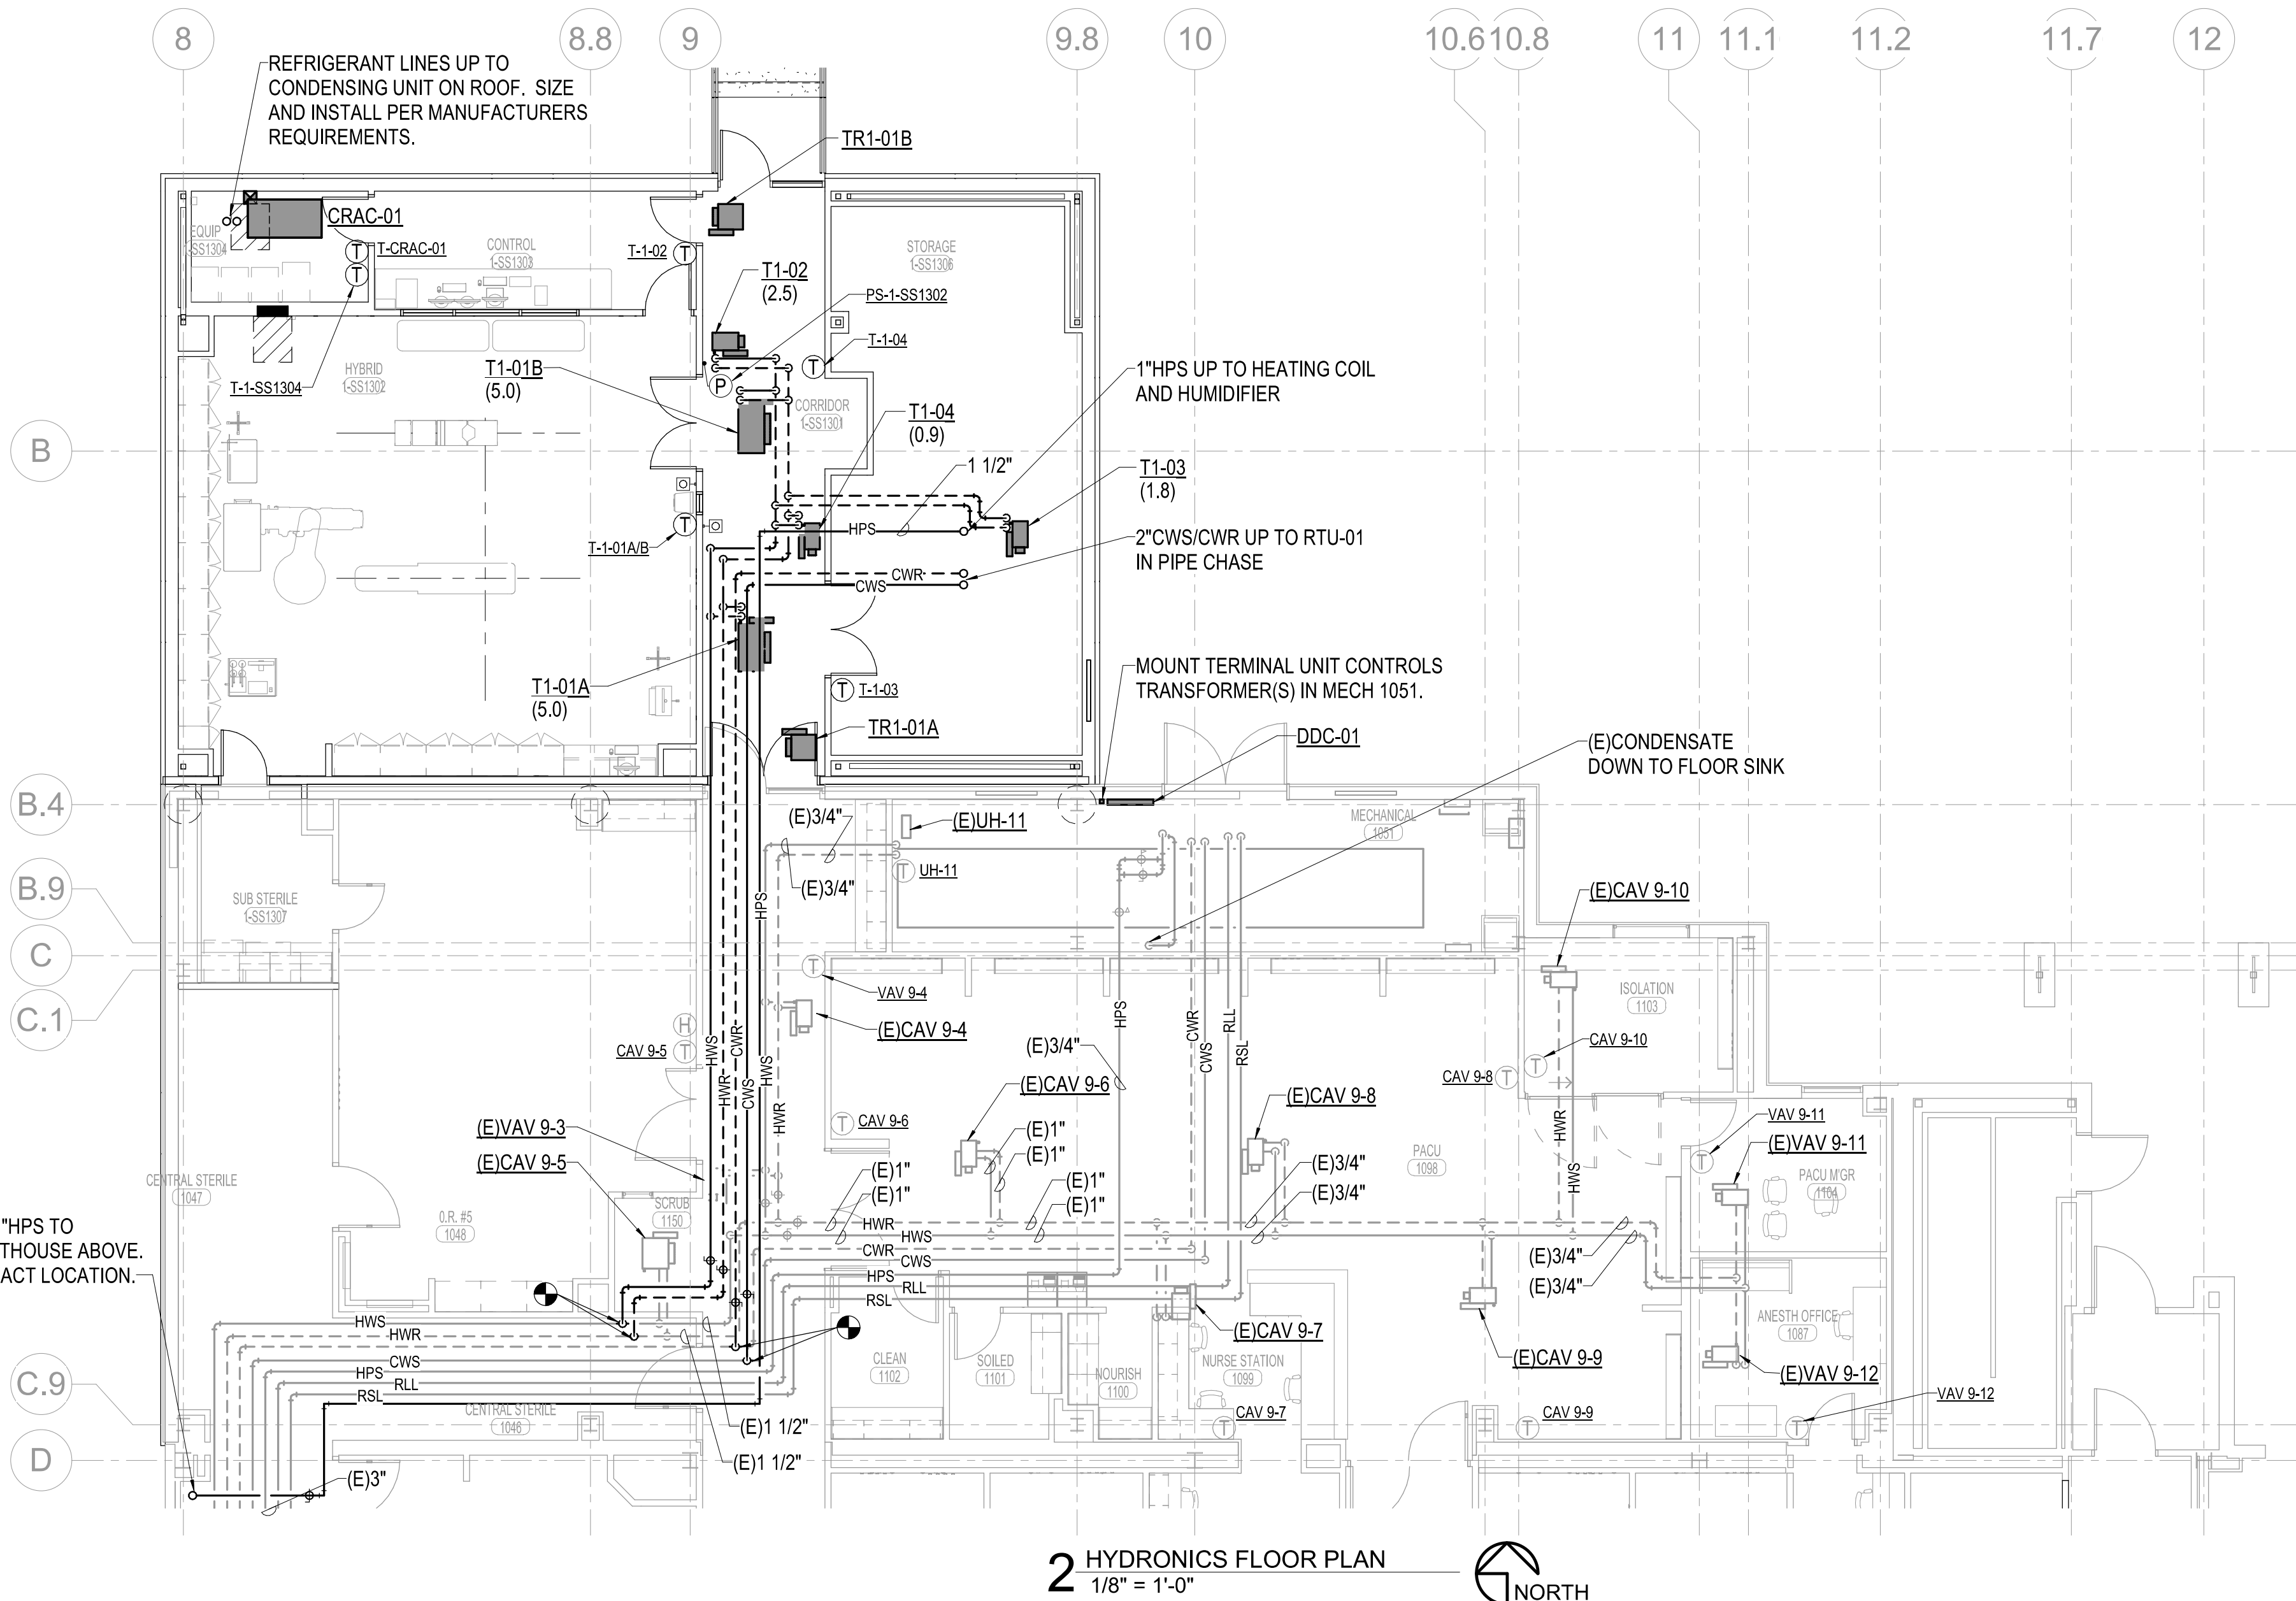 8
8.8
9
9.8
10
10.6
10.8
11
11.1
11.2
11.7
12
REFRIGERANT LINES UP TO
CONDENSING UNIT ON ROOF. SIZE
AND INSTALL PER MANUFACTURERS
REQUIREMENTS.
TR1-01B
CRAC-01
EQUIP
1-SS1304
T
T-CRAC-01
T
CONTROL
1-SS1303
T-1-02
T
STORAGE
1-SS1306
T1-02
(2.5)
PS-1-SS1302
T-1-04
T
P
HYBRID
1-SS1302
T-1-SS1304
T1-01B
(5.0)
CORRIDOR
1-SS1301
1"HPS UP TO HEATING COIL
AND HUMIDIFIER
T1-04
(0.9)
B
1 1/2"
T1-03
(1.8)
HPS
T
T-1-01A/B
2"CWS/CWR UP TO RTU-01
IN PIPE CHASE
CWR
CWS
T1-01A
(5.0)
T
T-1-03
MOUNT TERMINAL UNIT CONTROLS
TRANSFORMER(S) IN MECH 1051.
TR1-01A
DDC-01
(E)CONDENSATE
DOWN TO FLOOR SINK
B.4
(E)3/4"
(E)UH-11
MECHANICAL
1051
B.9
(E)3/4"
T
UH-11
SUB STERILE
1-SS1307
HPS
(E)CAV 9-10
C
T
VAV 9-4
ISOLATION
1103
C.1
H
CAV 9-5
T
(E)CAV 9-4
HWS
HWR
CWR
CWS
HWS
HWR
HPS
CWR
CWS
RLL
RSL
(E)3/4"
T
CAV 9-10
CAV 9-8
T
(E)CAV 9-6
(E)CAV 9-8
T
CAV 9-6
(E)VAV 9-3
(E)CAV 9-5
(E)1"
(E)1"
HWR
HWS
VAV 9-11
(E)VAV 9-11
T
PACU
1098
PACU M'GR
1104
CENTRAL STERILE
1047
(E)1"
(E)1"
(E)1"
(E)1"
(E)3/4"
(E)3/4"
SCRUB
1150
O.R. #5
1048
"HPS TO
THOUSE ABOVE.
ACT LOCATION.
HWR
HWS
CWR
CWS
HPS
RLL
RSL
(E)3/4"
(E)3/4"
HWS
HWR
CWS
HPS
RLL
RSL
ANESTH OFFICE
1087
(E)CAV 9-7
(E)CAV 9-9
(E)VAV 9-12
CLEAN
1102
SOILED
1101
NOURISH
1100
NURSE STATION
1099
C.9
CENTRAL STERILE
1046
(E)1 1/2"
(E)1 1/2"
T
CAV 9-7
T
CAV 9-9
T
VAV 9-12
D
(E)3"
2
HYDRONICS FLOOR PLAN
1/8" = 1'-0"
NORTH